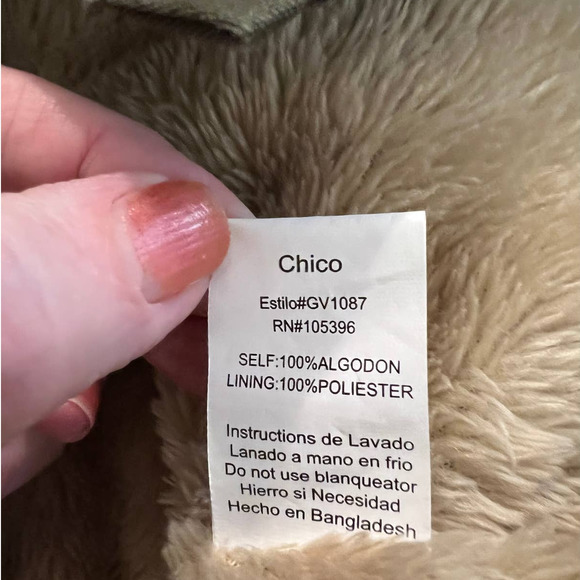 Chico
Estilo#GV1087
RN#105396
SELF:100%ALGODON
LINING:100%POLIESTER
Instructions de Lavado
Lanado a mano en frio
Do not use blanqueator
Hierro si Necesidad
Hecho en Bangladesh